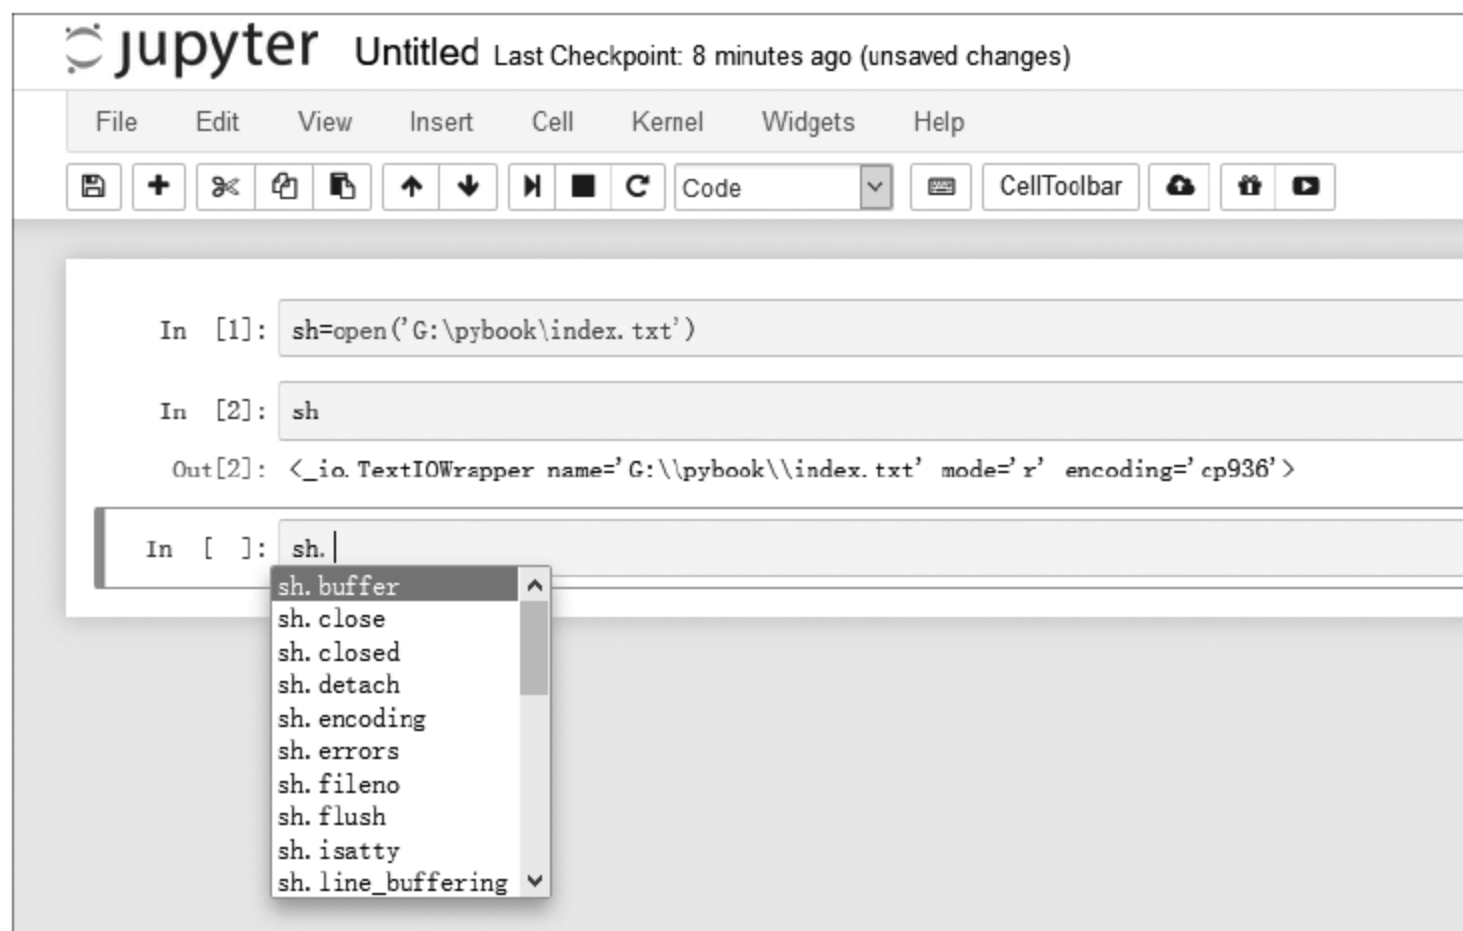 jupyter Untitled Last Checkpoint: 8 minutes ago (unsaved changes)
File Edit View Insert Cell Kernel Widgets Help
Code CellToolbar
In [1]: sh=open('G:\pybook\index.txt')
In [2]: sh
Out[2]: <_io.TextIOWrapper name='G:\\pybook\\index.txt' mode='r' encoding='cp936'>
In [ ]: sh.
sh.buffer
sh.close
sh.closed
sh.detach
sh.encoding
sh.errors
sh.fileno
sh.flush
sh.isatty
sh.line_buffering